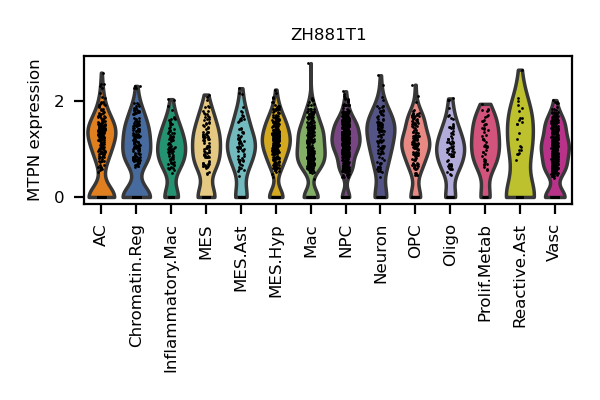 ZH881T1
MTPN expression
2
0
AC
Chromatin.Reg
Inflammatory.Mac
MES
MES.Ast
MES.Hyp
Mac
NPC
Neuron
OPC
Oligo
Prolif.Metab
Reactive.Ast
Vasc